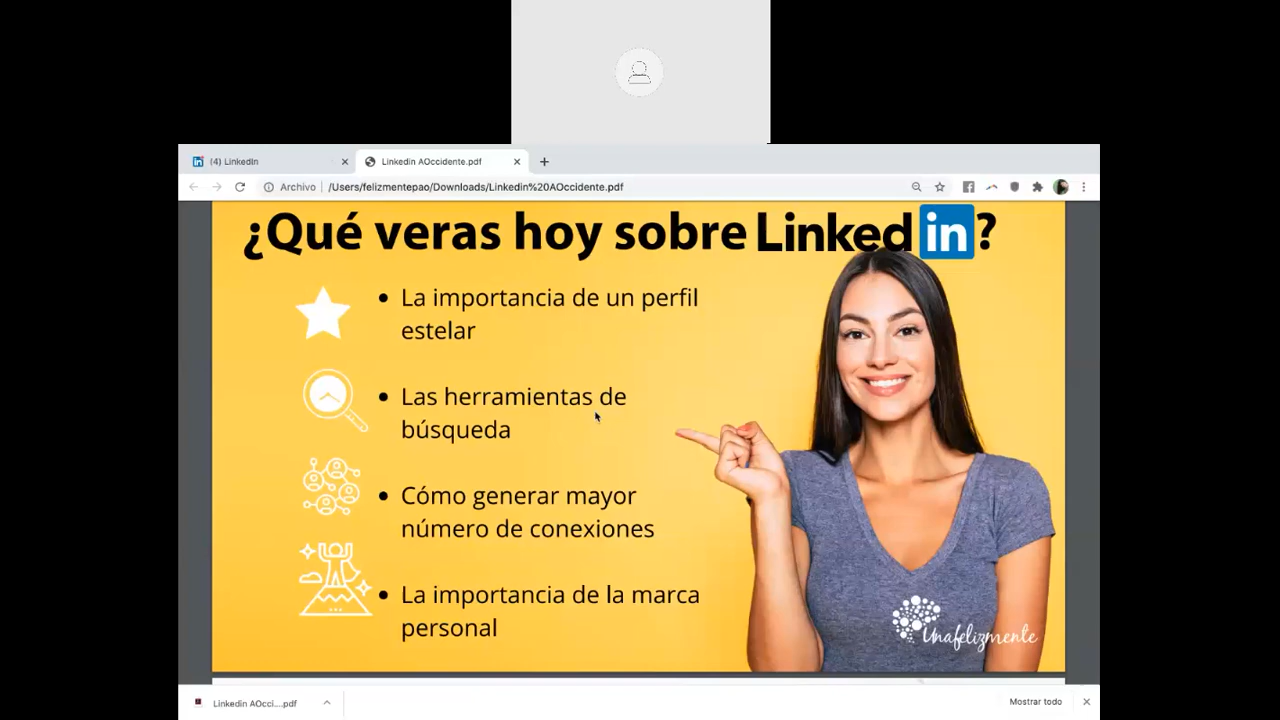 (4) LinkedIn
Linkedin AOccidente.pdf
Archivo | /Users/felizmentepao/Downloads/Linkedin%20AOccidente.pdf
¿Qué veras hoy sobre Linked in?
• La importancia de un perfil
estelar
• Las herramientas de
búsqueda
• Cómo generar mayor
número de conexiones
• La importancia de la marca
personal
Unafelizmente
Linkedin AOcci....pdf
Mostrar todo